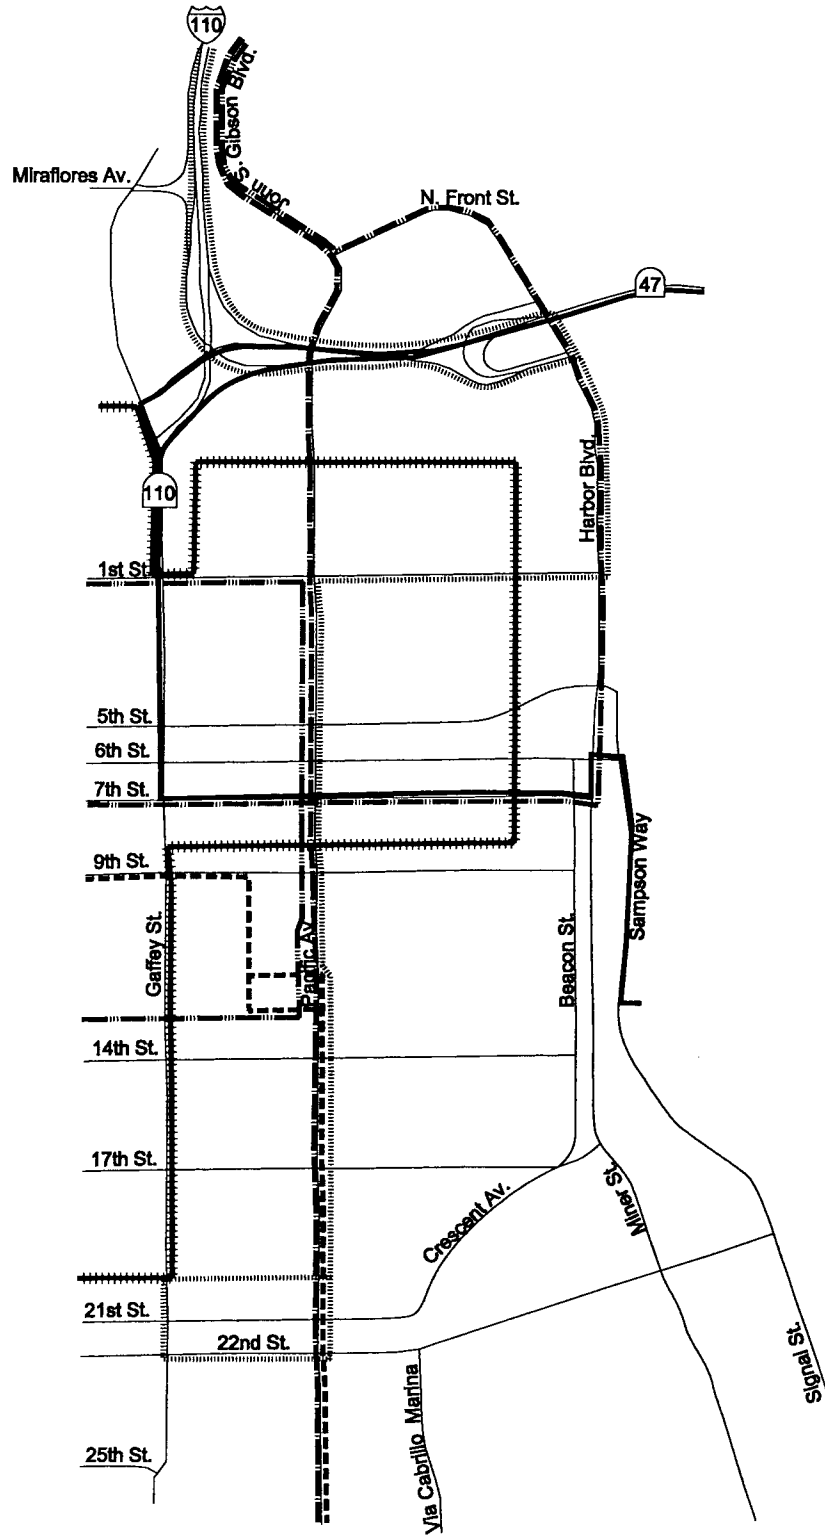 110
S. Gibson Blvd.
John
Miraflores Av.
N. Front St.
47
110
Harbor Blvd.
1st St.
5th St.
6th St.
7th St.
9th St.
Gaffey St.
Pacific Av.
Beacon St.
Sampson Way
14th St.
17th St.
Crescent Av.
Miner St.
21st St.
22nd St.
Signal St.
25th St.
Via Cabrillo Marina